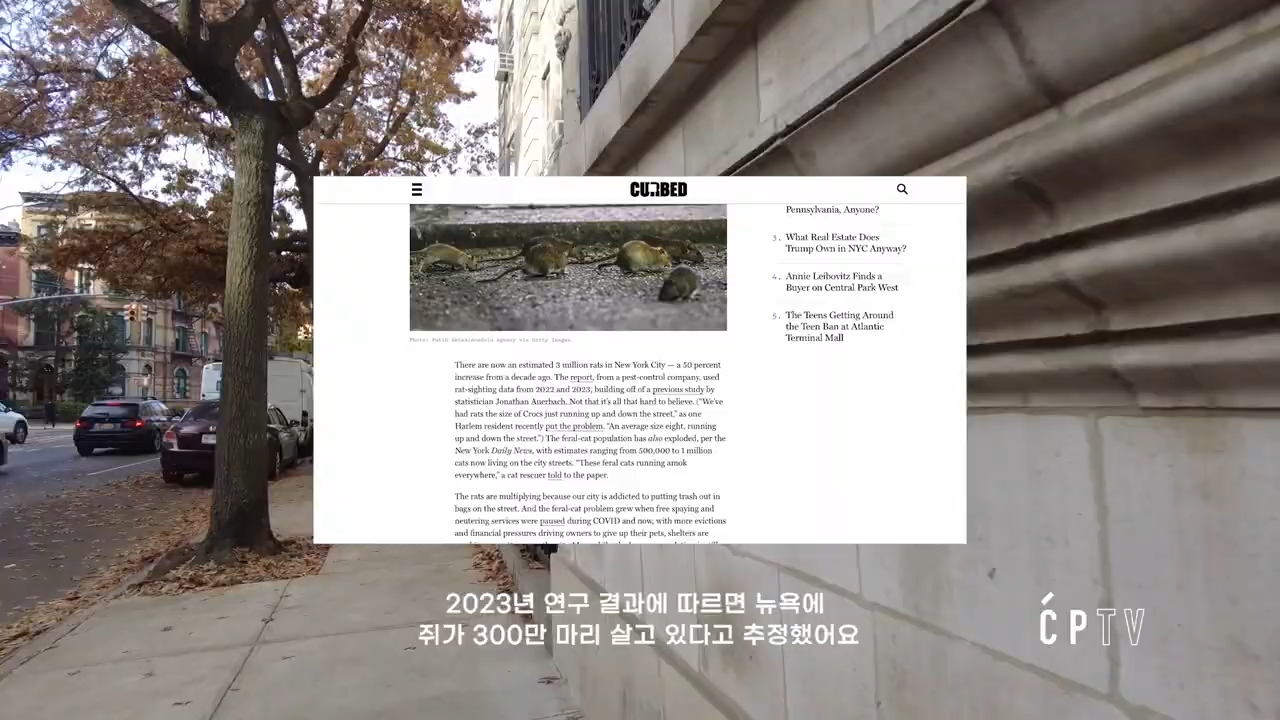 CURBED
Pennsylvania, Anyone?
3. What Real Estate Does
Trump Own in NYC Anyway?
4. Annie Leibovitz Finds a
Buyer on Central Park West
5. The Teens Getting Around
the Teen Ban at Atlantic
Terminal Mall
Agency via Getty Images
There are now an estimated 3 million rats in New York City — a 50 percent
increase from a decade ago. The report, from a pest-control company, used
rat-sighting data from 2022 and 2023, building off of a previous study by
statistician Jonathan Auerbach. Not that it's all that hard to believe. ("We've
had rats the size of Crocs just running up and down the street," as one
Harlem resident recently put the problem. "An average size eight, running
up and down the street.") The feral-cat population has also exploded, per the
New York Daily News, with estimates ranging from 500,000 to 1 million
cats now living on the city streets. "These feral cats running amok
everywhere," a cat rescuer told to the paper.
The rats are multiplying because our city is addicted to putting trash out in
bags on the street. And the feral-cat problem grew when free spaying and
neutering services were paused during COVID and now, with more evictions
and financial pressures driving owners to give up their pets, shelters are
2023년 연구 결과에 따르면 뉴욕에
쥐가 300만 마리 살고 있다고 추정했어요
ĆPTV